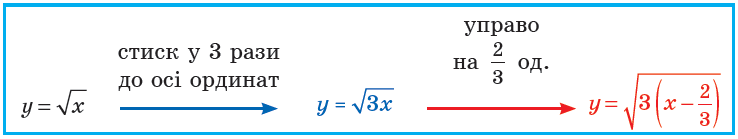 y = √x
стиск у 3 рази
до осі ординат
y = √3x
управо
на 2/3 од.
y = √3(x − 2/3)